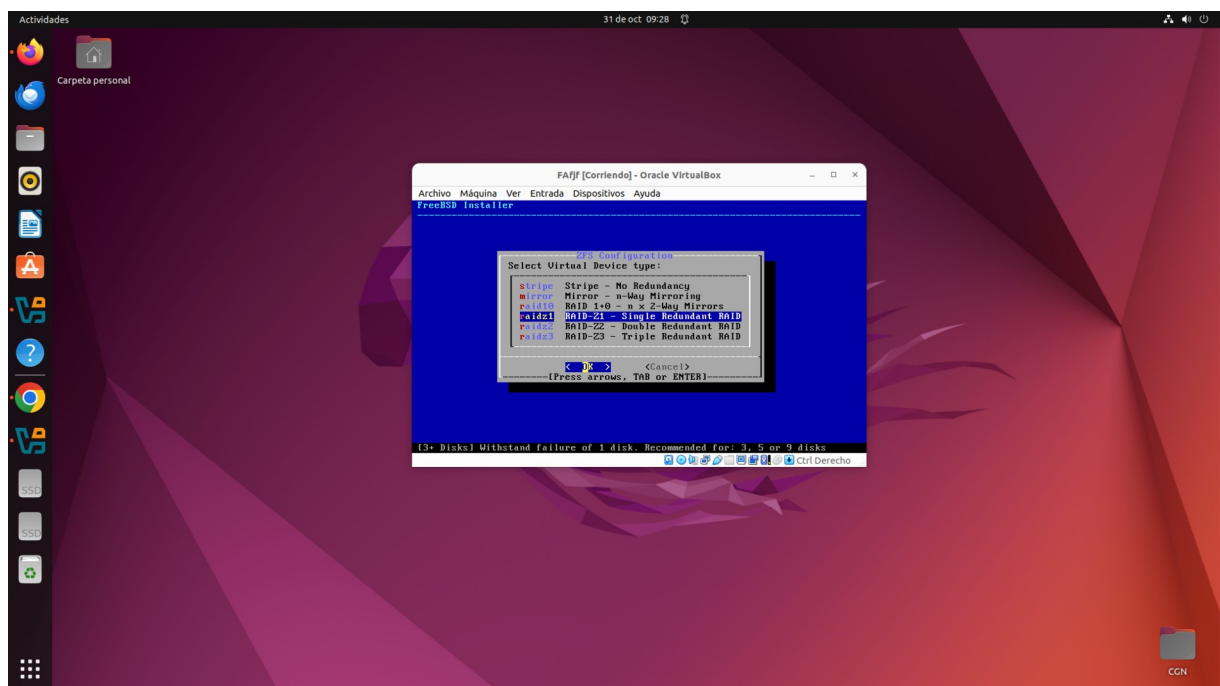 Actividades
31 de oct 09:28
Carpeta personal
FAfJf [Corriendo] - Oracle VirtualBox
Archivo Máquina Ver Entrada Dispositivos Ayuda
FreeBSD Installer
ZFS Configuration
Select Virtual Device type:
stripe Stripe - No Redundancy
mirror Mirror - n-Way Mirroring
raid10 RAID 1+0 - n x 2-Way Mirrors
raidz1 RAID-Z1 - Single Redundant RAID
raidz2 RAID-Z2 - Double Redundant RAID
raidz3 RAID-Z3 - Triple Redundant RAID
< OK > <Cancel>
[Press arrows, TAB or ENTER]
[3+ Disks] Withstand failure of 1 disk. Recommended for: 3, 5 or 9 disks
Ctrl Derecho
SSD
SSD
CGN